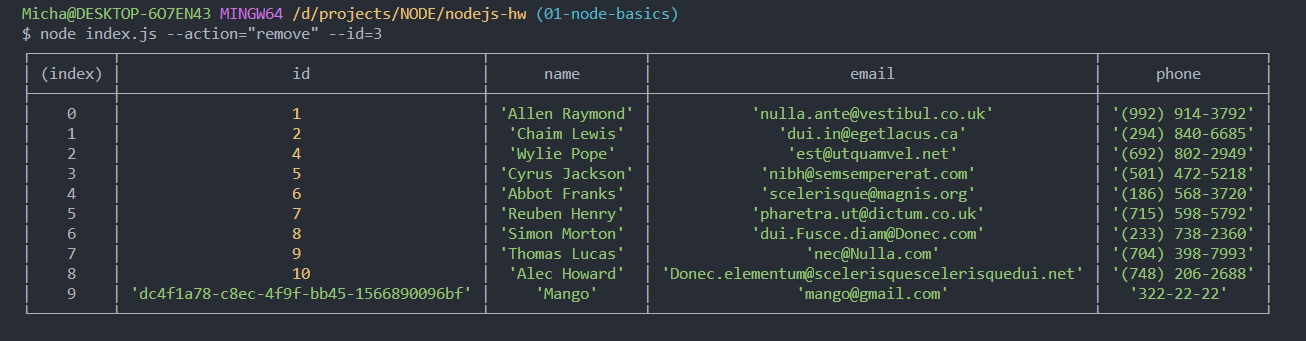 Micha@DESKTOP-6O7EN43 MINGW64 /d/projects/NODE/nodejs-hw (01-node-basics)
$ node index.js --action="remove" --id=3
(index) id name email phone
0 1 'Allen Raymond' 'nulla.ante@vestibul.co.uk' '(992) 914-3792'
1 2 'Chaim Lewis' 'dui.in@egetlacus.ca' '(294) 840-6685'
2 4 'Wylie Pope' 'est@utquamvel.net' '(692) 802-2949'
3 5 'Cyrus Jackson' 'nibh@semsempererat.com' '(501) 472-5218'
4 6 'Abbot Franks' 'scelerisque@magnis.org' '(186) 568-3720'
5 7 'Reuben Henry' 'pharetra.ut@dictum.co.uk' '(715) 598-5792'
6 8 'Simon Morton' 'dui.Fusce.diam@Donec.com' '(233) 738-2360'
7 9 'Thomas Lucas' 'nec@Nulla.com' '(704) 398-7993'
8 10 'Alec Howard' 'Donec.elementum@scelerisquescelerisquedui.net' '(748) 206-2688'
9 'dc4f1a78-c8ec-4f9f-bb45-1566890096bf' 'Mango' 'mango@gmail.com' '322-22-22'